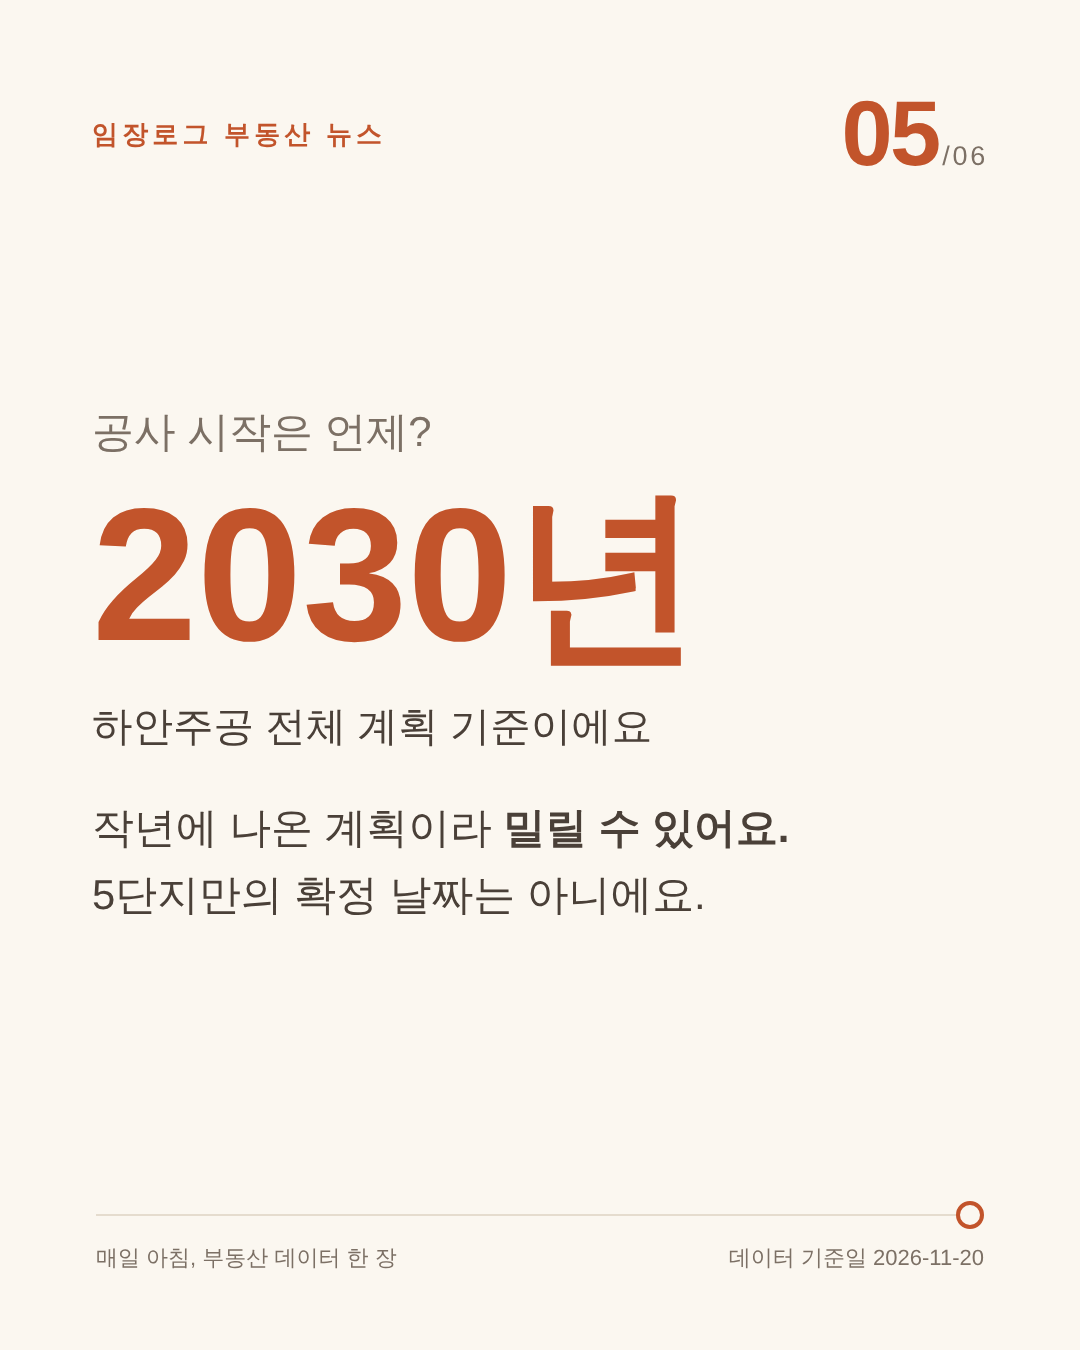 임장로그 부동산 뉴스
05/06
공사 시작은 언제?
2030년
하안주공 전체 계획 기준이에요
작년에 나온 계획이라 밀릴 수 있어요.
5단지만의 확정 날짜는 아니에요.
매일 아침, 부동산 데이터 한 장
데이터 기준일 2026-11-20